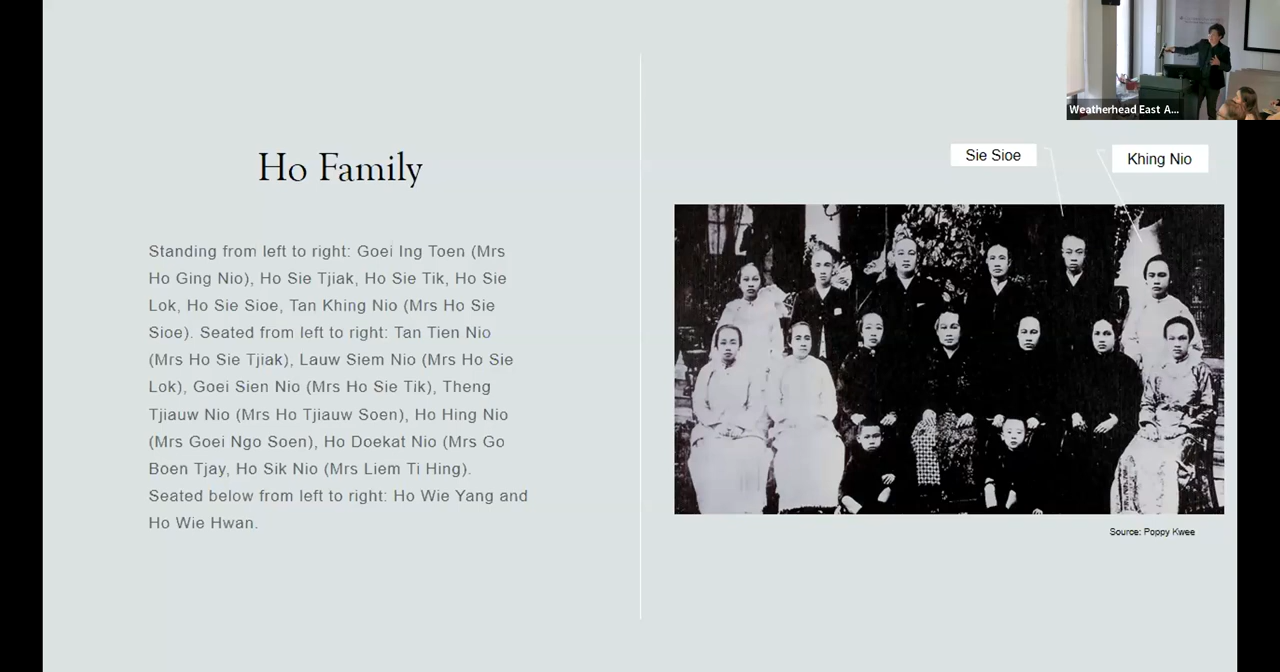 Weatherhead East A...
Ho Family
Standing from left to right: Goei Ing Toen (Mrs
Ho Ging Nio), Ho Sie Tjiak, Ho Sie Tik, Ho Sie
Lok, Ho Sie Sioe, Tan Khing Nio (Mrs Ho Sie
Sioe). Seated from left to right: Tan Tien Nio
(Mrs Ho Sie Tjiak), Lauw Siem Nio (Mrs Ho Sie
Lok), Goei Sien Nio (Mrs Ho Sie Tik), Theng
Tjiauw Nio (Mrs Ho Tjiauw Soen), Ho Hing Nio
(Mrs Goei Ngo Soen), Ho Doekat Nio (Mrs Go
Boen Tjay, Ho Sik Nio (Mrs Liem Ti Hing).
Seated below from left to right: Ho Wie Yang and
Ho Wie Hwan.
Sie Sioe
Khing Nio
Source: Poppy Kwee